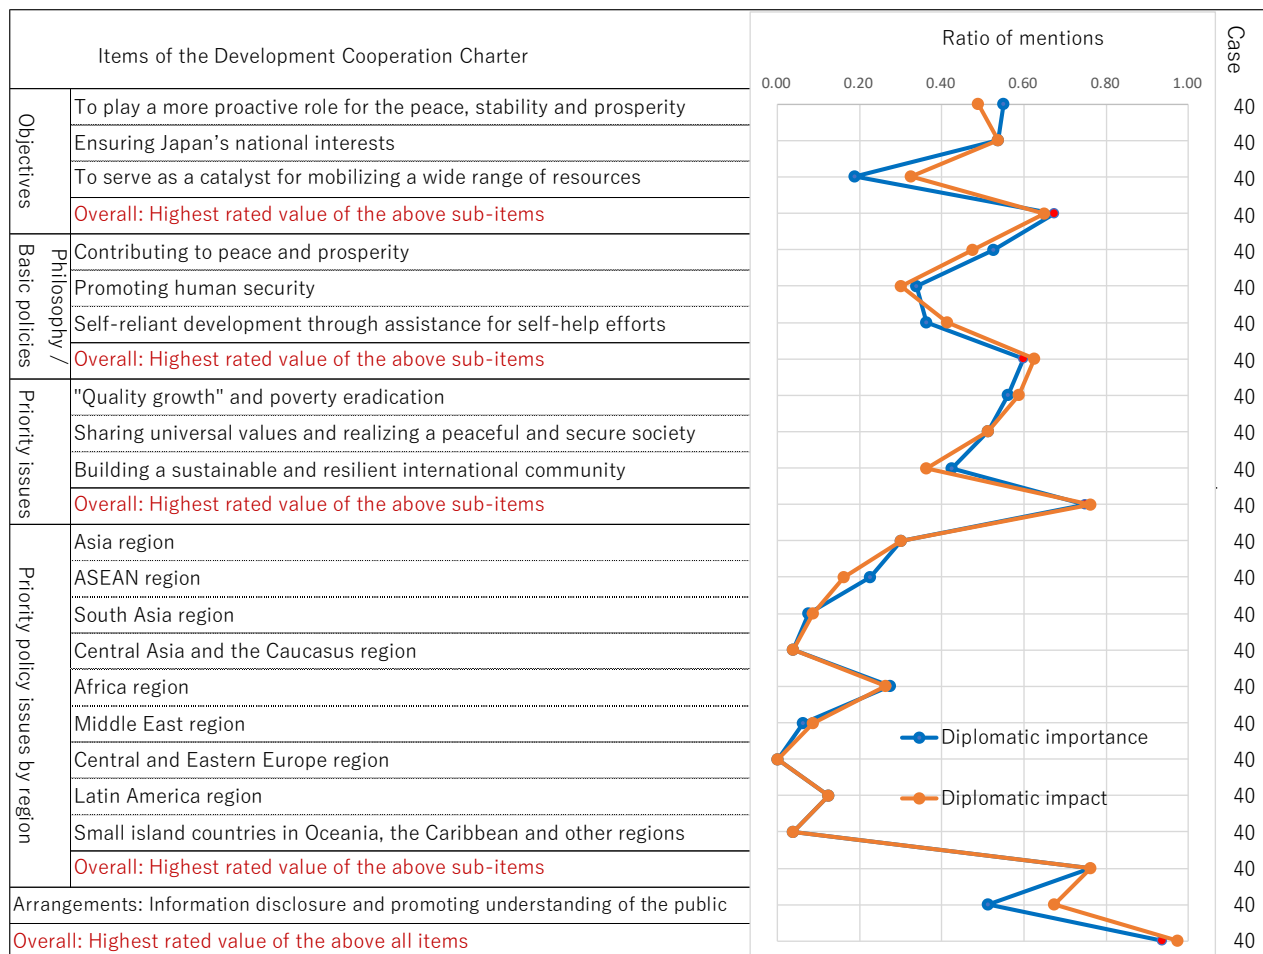 Items of the Development Cooperation Charter
Ratio of mentions
Case
0.00 0.20 0.40 0.60 0.80 1.00
Objectives
To play a more proactive role for the peace, stability and prosperity
40
Ensuring Japan's national interests
40
To serve as a catalyst for mobilizing a wide range of resources
40
Overall: Highest rated value of the above sub-items
40
Philosophy /
Basic policies
Contributing to peace and prosperity
40
Promoting human security
40
Self-reliant development through assistance for self-help efforts
40
Overall: Highest rated value of the above sub-items
40
Priority issues
"Quality growth" and poverty eradication
40
Sharing universal values and realizing a peaceful and secure society
40
Building a sustainable and resilient international community
40
Overall: Highest rated value of the above sub-items
40
Priority policy issues by region
Asia region
40
ASEAN region
40
South Asia region
40
Central Asia and the Caucasus region
40
Africa region
40
Middle East region
40
Diplomatic importance
Central and Eastern Europe region
40
Latin America region
40
Diplomatic impact
Small island countries in Oceania, the Caribbean and other regions
40
Overall: Highest rated value of the above sub-items
40
Arrangements: Information disclosure and promoting understanding of the public
40
Overall: Highest rated value of the above all items
40